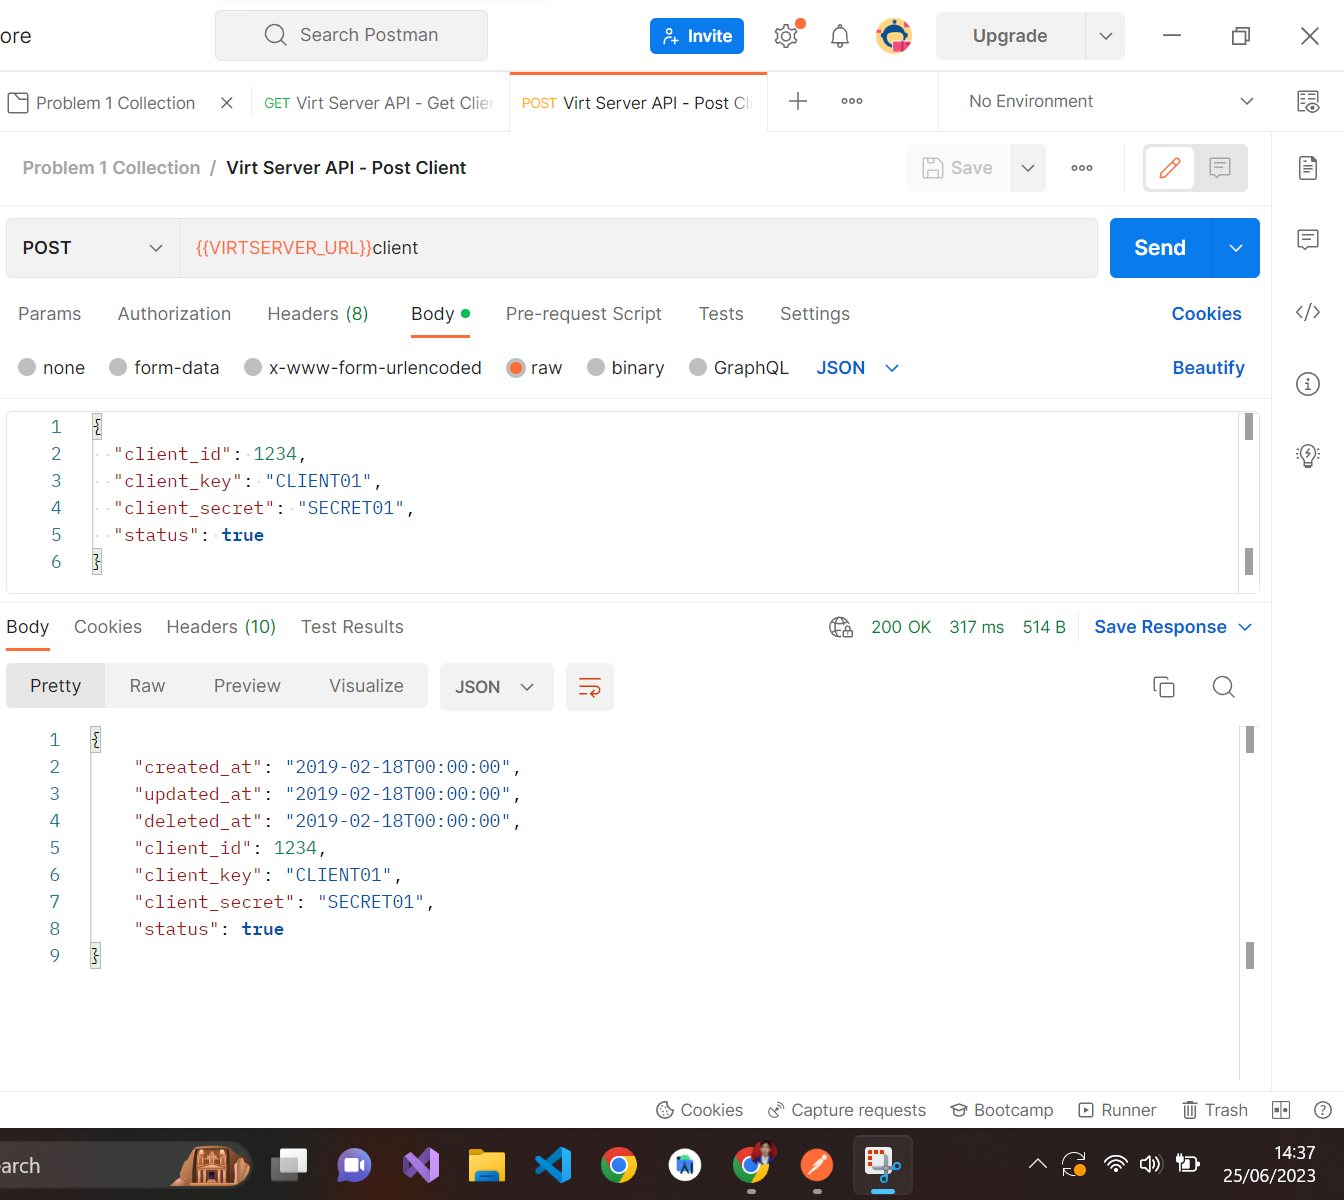 ore
Search Postman
Invite
Upgrade
Problem 1 Collection
GET Virt Server API - Get Clien
POST Virt Server API - Post Cli
No Environment
Problem 1 Collection / Virt Server API - Post Client
Save
POST
{{VIRTSERVER_URL}}client
Send
Params Authorization Headers (8) Body Pre-request Script Tests Settings Cookies
none form-data x-www-form-urlencoded raw binary GraphQL JSON Beautify
1 {
2 "client_id": 1234,
3 "client_key": "CLIENT01",
4 "client_secret": "SECRET01",
5 "status": true
6 }
Body Cookies Headers (10) Test Results 200 OK 317 ms 514 B Save Response
Pretty Raw Preview Visualize JSON
1 {
2 "created_at": "2019-02-18T00:00:00",
3 "updated_at": "2019-02-18T00:00:00",
4 "deleted_at": "2019-02-18T00:00:00",
5 "client_id": 1234,
6 "client_key": "CLIENT01",
7 "client_secret": "SECRET01",
8 "status": true
9 }
Cookies Capture requests Bootcamp Runner Trash
earch
14:37
25/06/2023